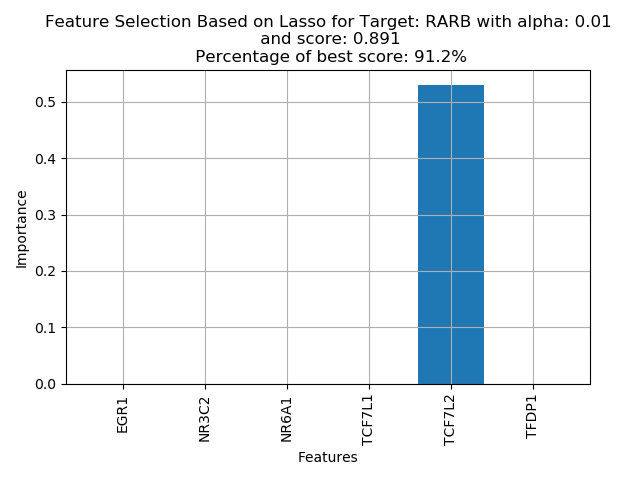 Feature Selection Based on Lasso for Target: RARB with alpha: 0.01
and score: 0.891
Percentage of best score: 91.2%
Importance
0.5
0.4
0.3
0.2
0.1
0.0
EGR1
NR3C2
NR6A1
TCF7L1
TCF7L2
TFDP1
Features